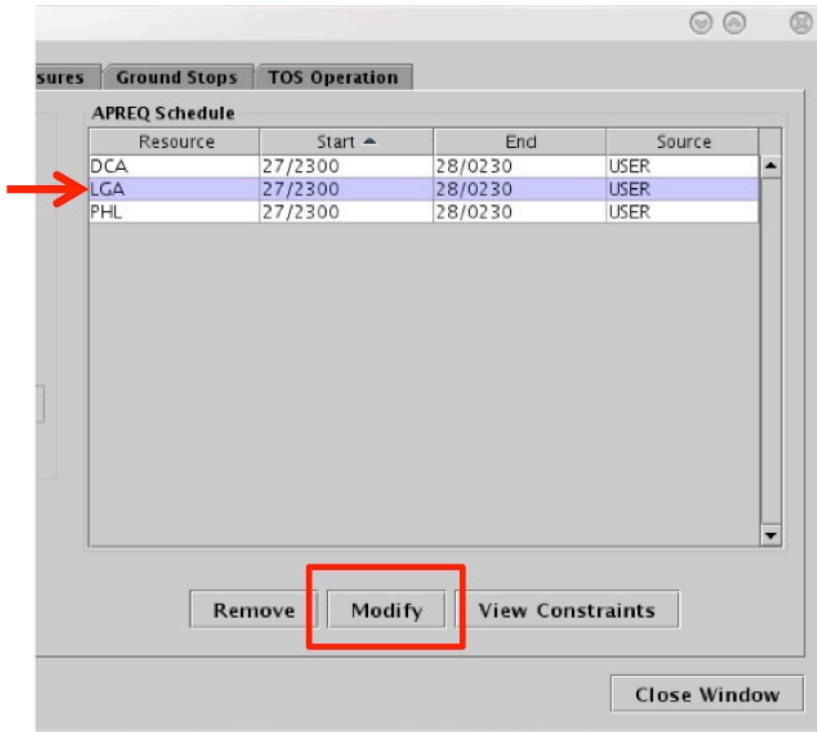 sures Ground Stops TOS Operation
APREQ Schedule
Resource Start End Source
DCA 27/2300 28/0230 USER
LGA 27/2300 28/0230 USER
PHL 27/2300 28/0230 USER
Remove Modify View Constraints
Close Window